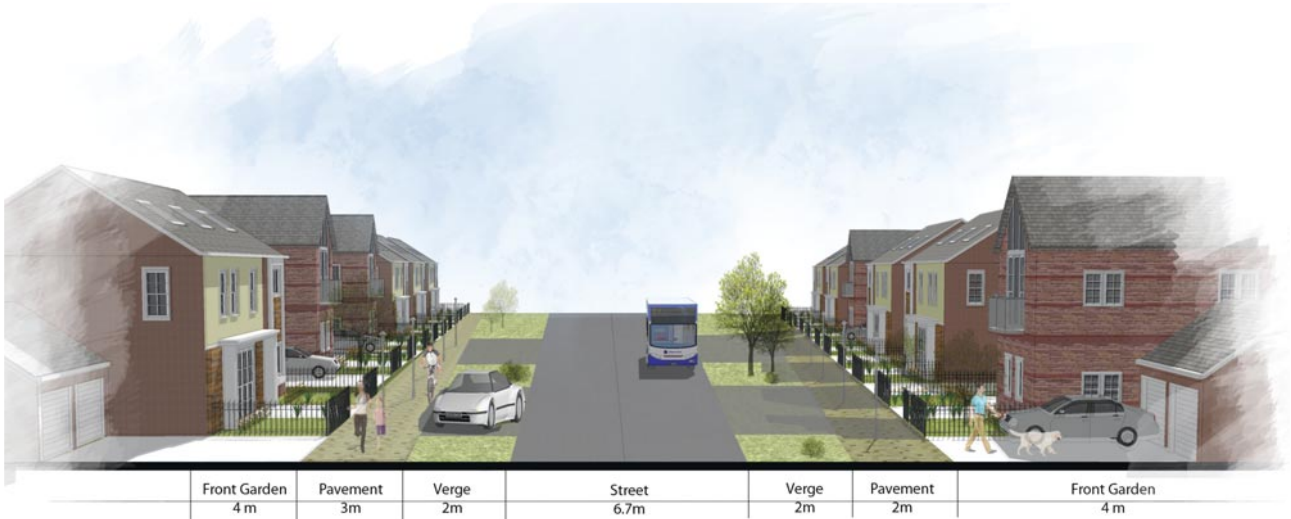 Front Garden Pavement Verge Street Verge Pavement Front Garden
4 m 3m 2m 6.7m 2m 2m 4 m